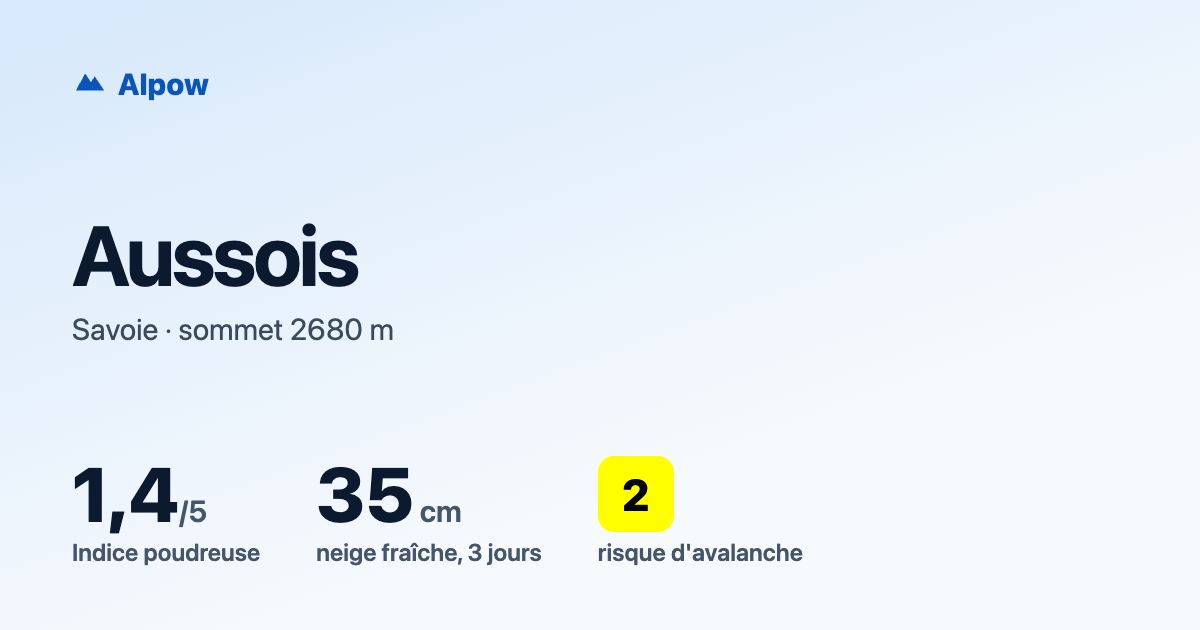 Alpow
Aussois
Savoie · sommet 2680 m
1,4/5
Indice poudreuse
35 cm
neige fraîche, 3 jours
2
risque d'avalanche